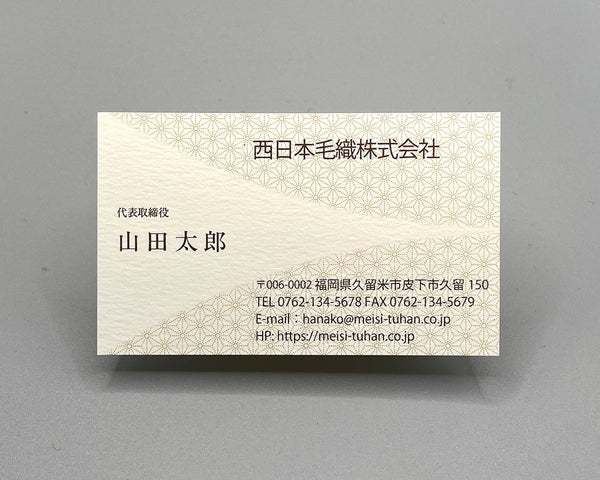 西日本毛織株式会社
代表取締役
山田太郎
〒006-0002 福岡県久留米市皮下市久留 150
TEL 0762-134-5678 FAX 0762-134-5679
E-mail：hanako@meisi-tuhan.co.jp
HP: https://meisi-tuhan.co.jp